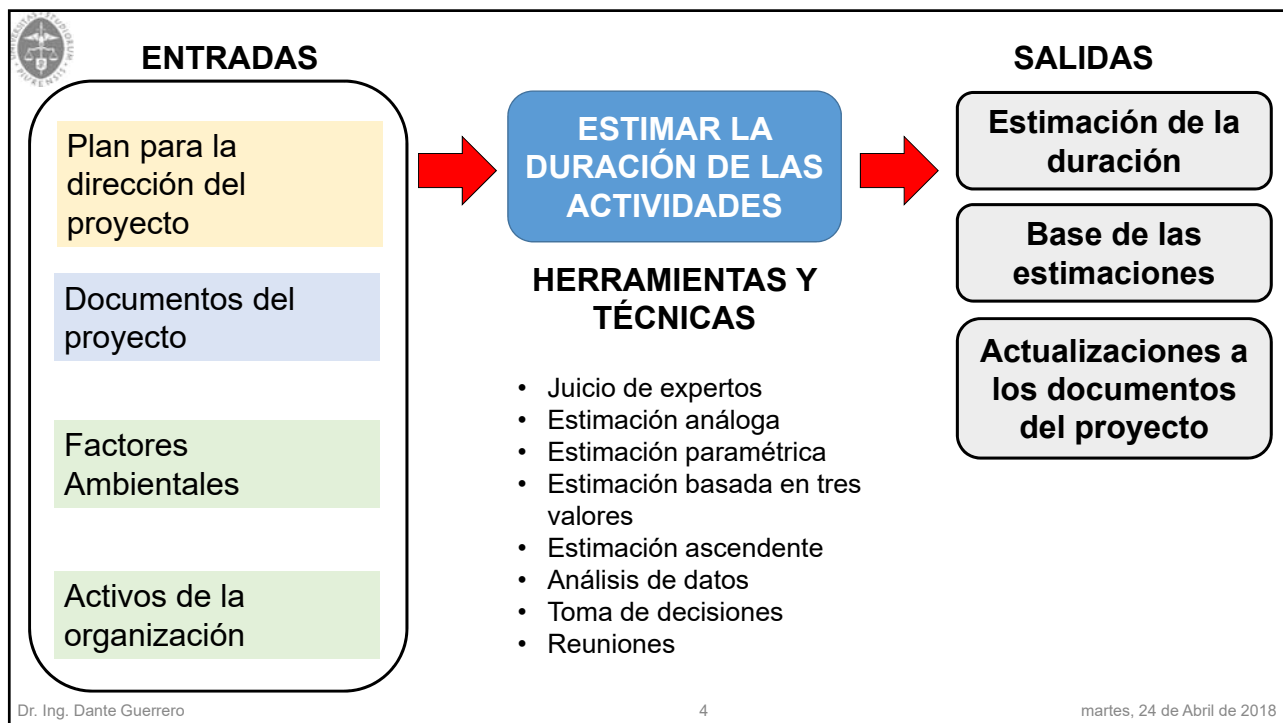 UNIVERSITAS STUDIORUM
PIURENSIS
ENTRADAS
Plan para la
dirección del
proyecto
Documentos del
proyecto
Factores
Ambientales
Activos de la
organización
ESTIMAR LA
DURACIÓN DE LAS
ACTIVIDADES
HERRAMIENTAS Y
TÉCNICAS
• Juicio de expertos
• Estimación análoga
• Estimación paramétrica
• Estimación basada en tres
valores
• Estimación ascendente
• Análisis de datos
• Toma de decisiones
• Reuniones
SALIDAS
Estimación de la
duración
Base de las
estimaciones
Actualizaciones a
los documentos
del proyecto
Dr. Ing. Dante Guerrero
4
martes, 24 de Abril de 2018